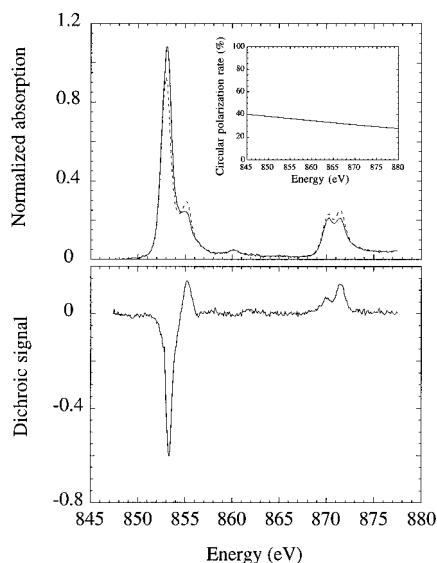 1.2
Normalized absorption
0.8
0.4
0
Circular polarization rate (%)
100
80
60
40
20
0
845 850 855 860 865 870 875 880
Energy (eV)
0
Dichroic signal
-0.4
-0.8
845 850 855 860 865 870 875 880
Energy (eV)